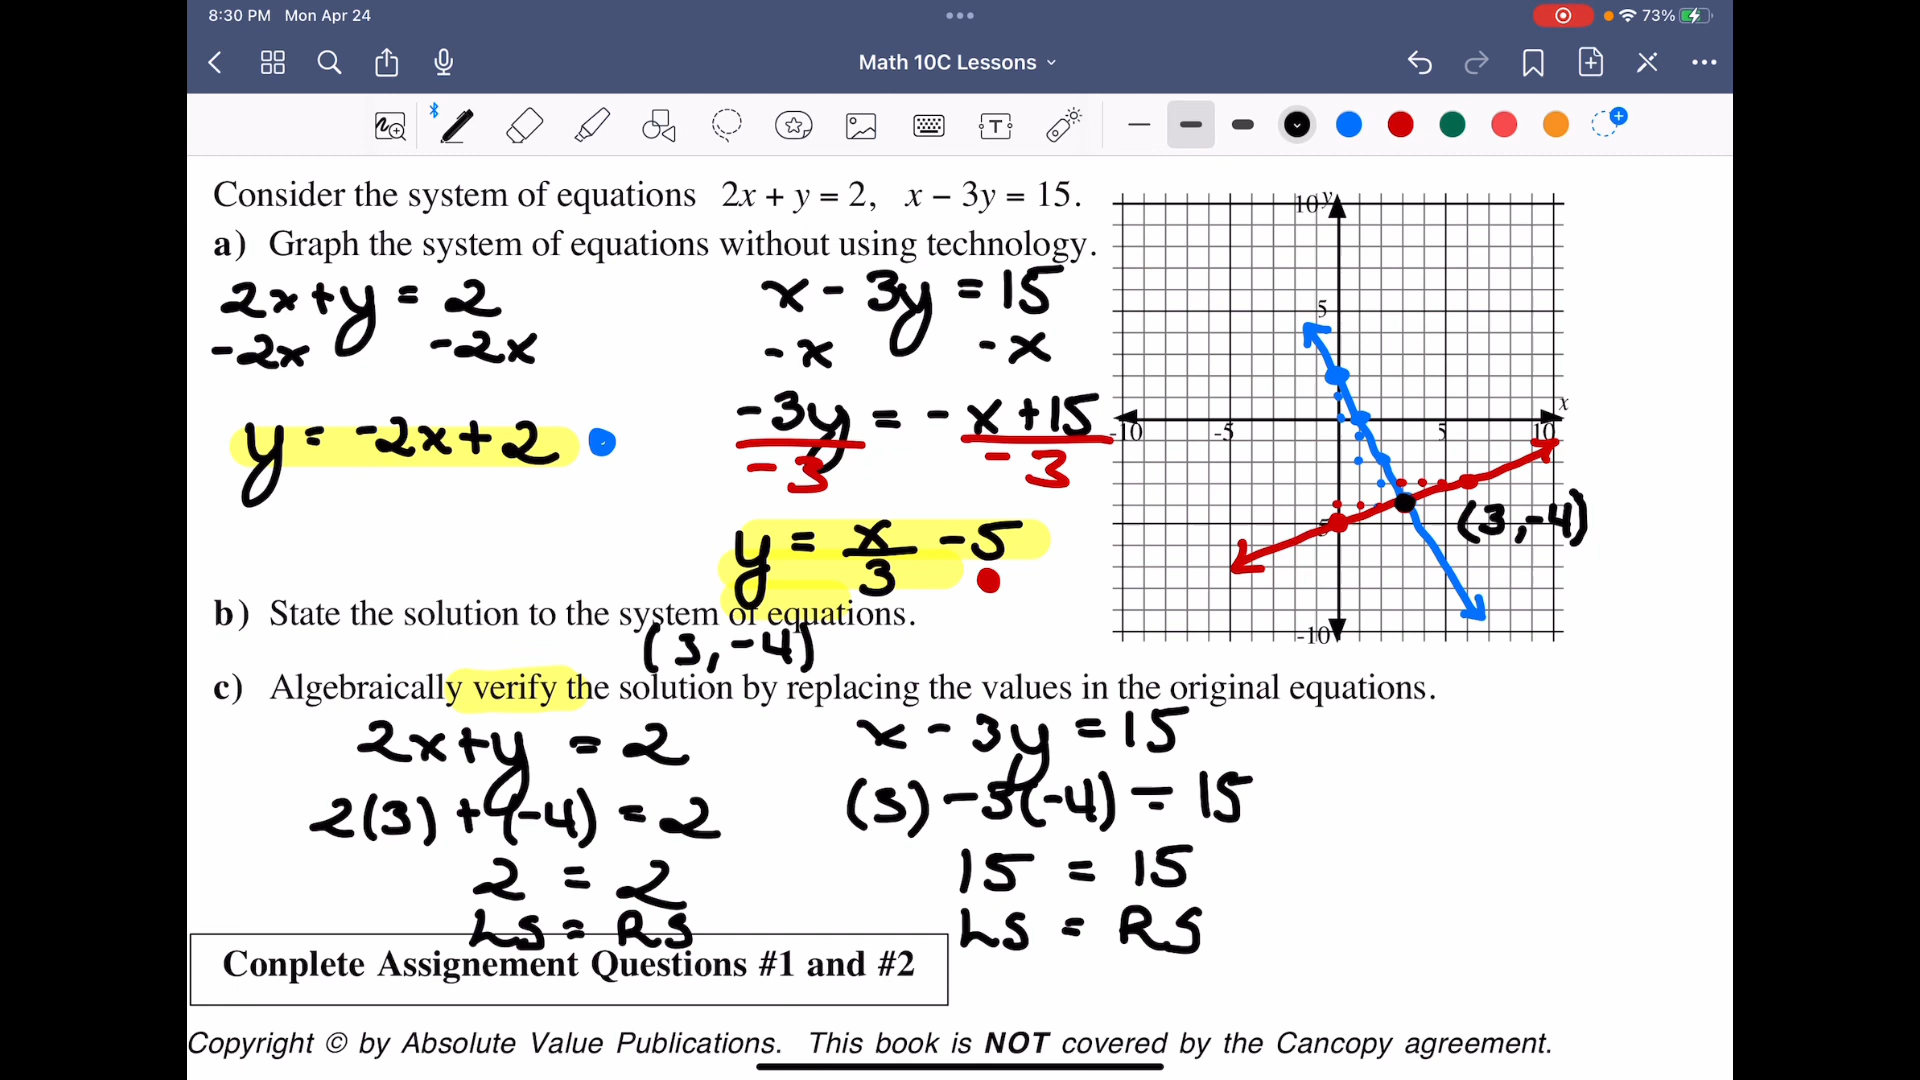 8:30 PM Mon Apr 24
73%
Math 10C Lessons
Consider the system of equations 2x + y = 2, x − 3y = 15.
a) Graph the system of equations without using technology.
2x+y = 2
-2x -2x
y = -2x+2
x - 3y = 15
-x -x
-3y = -x+15
-3 -3
y = x/3 -5
10 y
5
x
-10 -5 5 10
-5
(3,-4)
-10
b) State the solution to the system of equations.
(3,-4)
c) Algebraically verify the solution by replacing the values in the original equations.
2x+y = 2
2(3) + (-4) = 2
2 = 2
LS = RS
x - 3y = 15
(3) - 3(-4) = 15
15 = 15
LS = RS
Conplete Assignement Questions #1 and #2
Copyright © by Absolute Value Publications. This book is NOT covered by the Cancopy agreement.